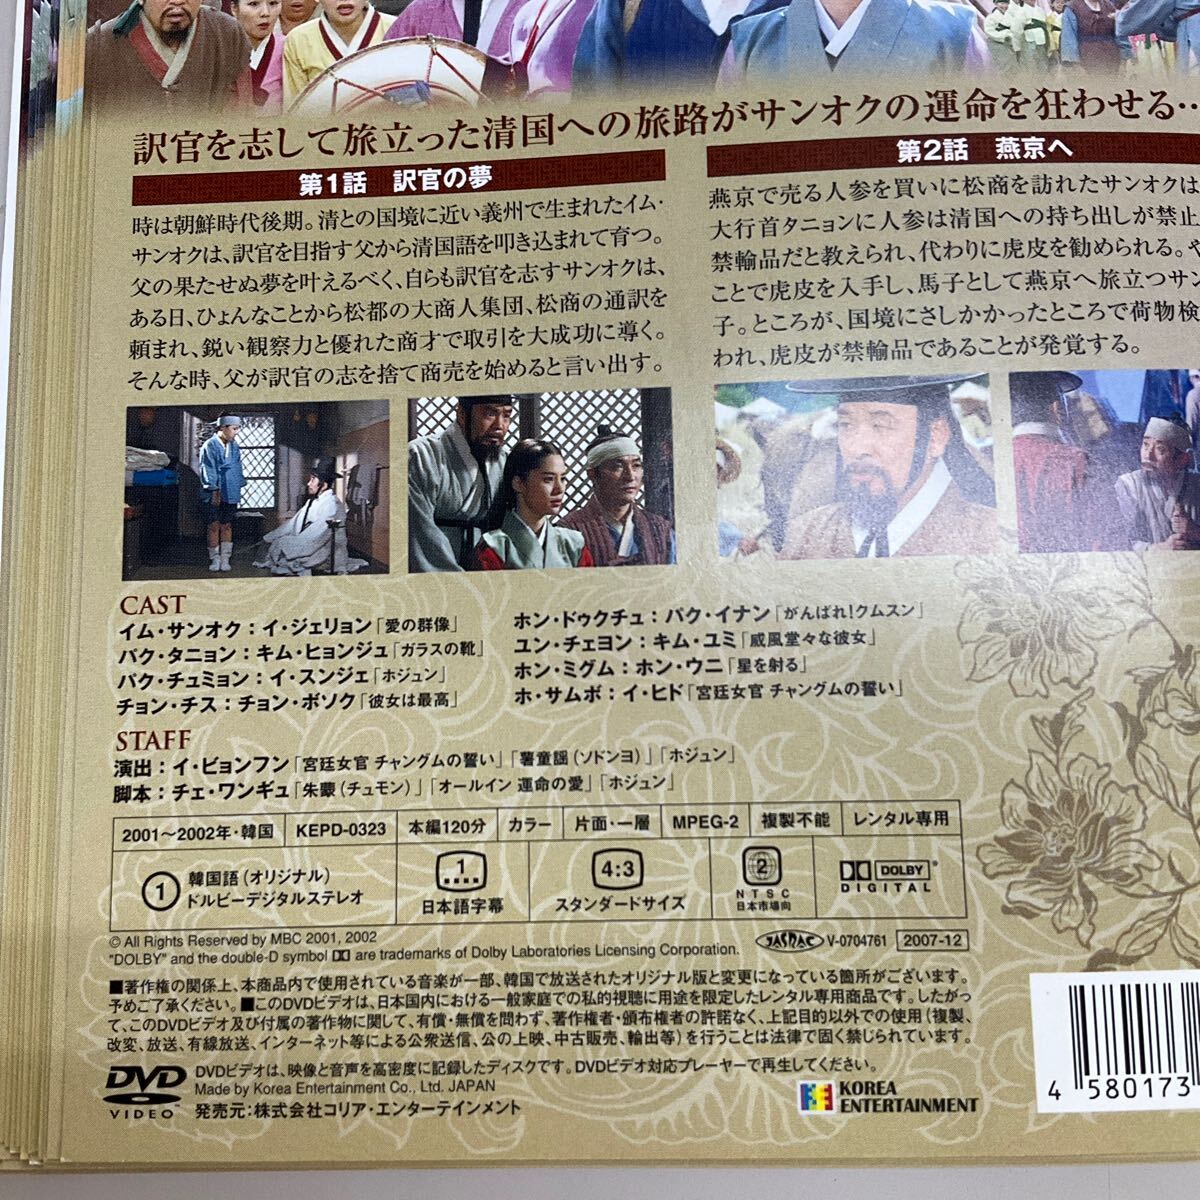 訳官を志して旅立った清国への旅路がサンオクの運命を狂わせる…
第1話 訳官の夢
時は朝鮮時代後期。清との国境に近い義州で生まれたイム・
サンオクは、訳官を目指す父から清国語を叩き込まれて育つ。
父の果たせぬ夢を叶えるべく、自らも訳官を志すサンオクは、
ある日、ひょんなことから松都の大商人集団、松商の通訳を
頼まれ、鋭い観察力と優れた商才で取引を大成功に導く。
そんな時、父が訳官の志を捨て商売を始めると言い出す。
第2話 燕京へ
燕京で売る人参を買いに松商を訪れたサンオクは
大行首タニョンに人参は清国への持ち出しが禁止
禁輸品だと教えられ、代わりに虎皮を勧められる。や
ことで虎皮を入手し、馬子として燕京へ旅立つサン
子。ところが、国境にさしかかったところで荷物検
われ、虎皮が禁輸品であることが発覚する。
CAST
イム・サンオク：イ・ジェリョン「愛の群像」
パク・タニョン：キム・ヒョンジュ「ガラスの靴」
パク・チュミョン：イ・スンジェ「ホジュン」
チョン・チス：チョン・ボソク「彼女は最高」
ホン・ドゥクチュ：パク・イナン「がんばれ!クムスン」
ユン・チェヨン：キム・ユミ「威風堂々な彼女」
ホン・ミグム：ホン・ウニ「星を射る」
ホ・サムボ：イ・ヒド「宮廷女官 チャングムの誓い」
STAFF
演出：イ・ビョンフン「宮廷女官 チャングムの誓い」「薯童謡（ソドンヨ）」「ホジュン」
脚本：チェ・ワンギュ「朱蒙（チュモン）」「オールイン 運命の愛」「ホジュン」
2001～2002年・韓国 KEPD-0323 本編120分 カラー 片面・一層 MPEG-2 複製不能 レンタル専用
1 韓国語（オリジナル）
ドルビーデジタルステレオ
1....
日本語字幕
4:3
スタンダードサイズ
2
NTSC
日本市場向
DOLBY
DIGITAL
© All Rights Reserved by MBC 2001, 2002
"DOLBY" and the double-D symbol are trademarks of Dolby Laboratories Licensing Corporation.
JASRAC V-0704761 2007-12
■著作権の関係上、本商品内で使用されている音楽が一部、韓国で放送されたオリジナル版と変更になっている箇所がございます。
予めご了承ください。■このDVDビデオは、日本国内における一般家庭での私的視聴に用途を限定したレンタル専用商品です。したがっ
て、このDVDビデオ及び付属の著作物に関して、有償・無償を問わず、著作権者・頒布権者の許諾なく、上記目的以外での使用（複製、
改変、放送、有線放送、インターネット等による公衆送信、公の上映、中古販売、輸出等）を行うことは法律で固く禁じられています。
DVD
VIDEO
DVDビデオは、映像と音声を高密度に記録したディスクです。DVDビデオ対応プレーヤーで再生してください。
Made by Korea Entertainment Co., Ltd. JAPAN
発売元：株式会社コリア・エンターテインメント
KOREA
ENTERTAINMENT
4 580173